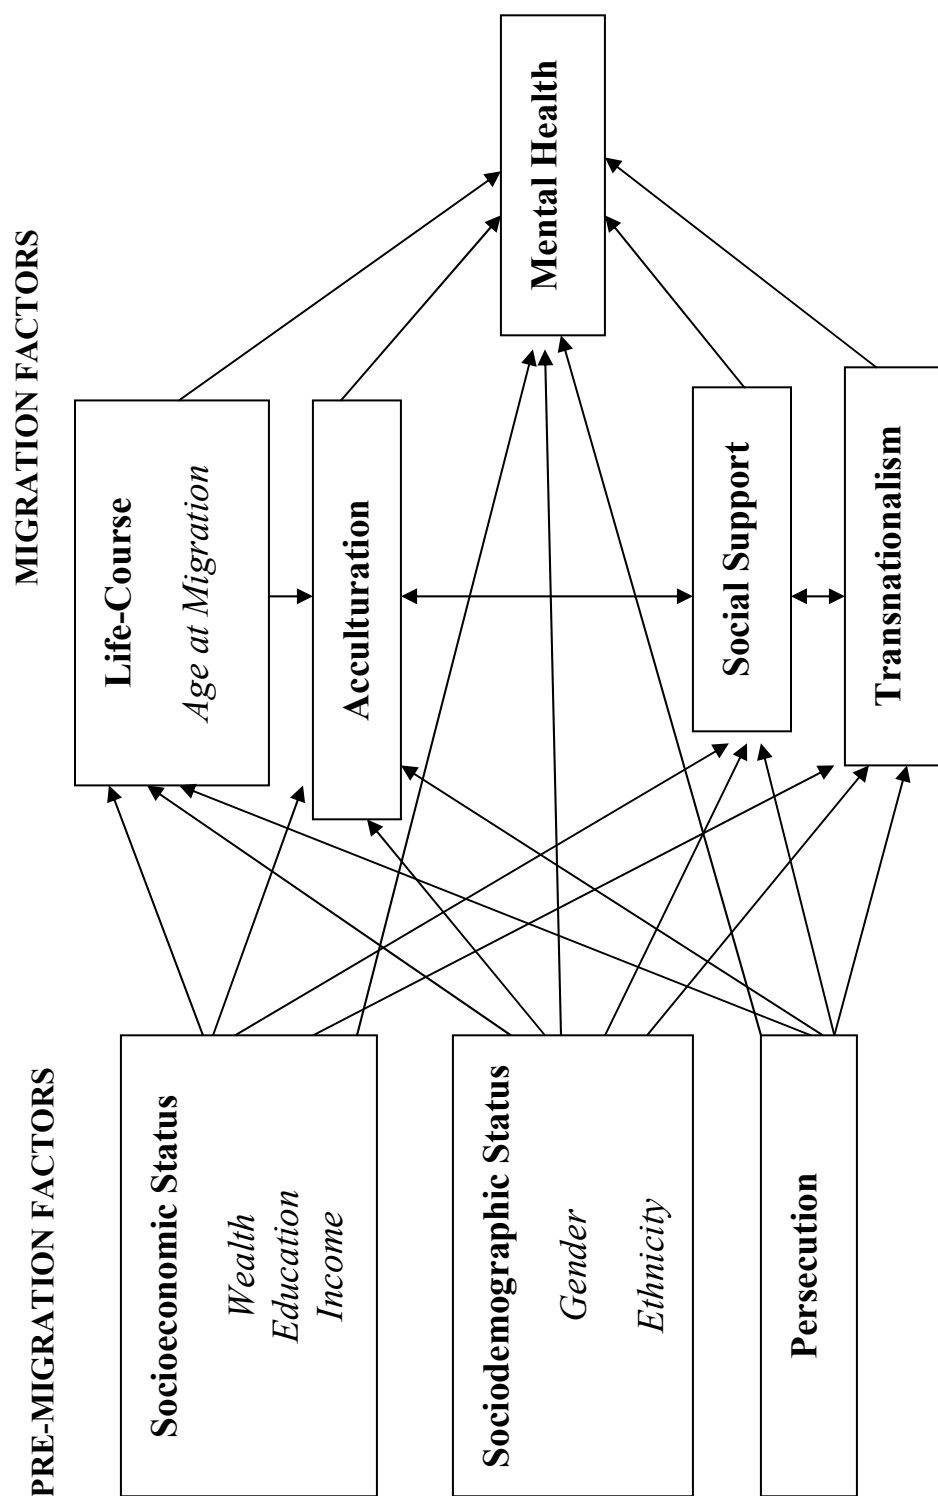 PRE-MIGRATION FACTORS
MIGRATION FACTORS
Socioeconomic Status
Wealth
Education
Income
Sociodemographic Status
Gender
Ethnicity
Persecution
Life-Course
Age at Migration
Acculturation
Social Support
Transnationalism
Mental Health